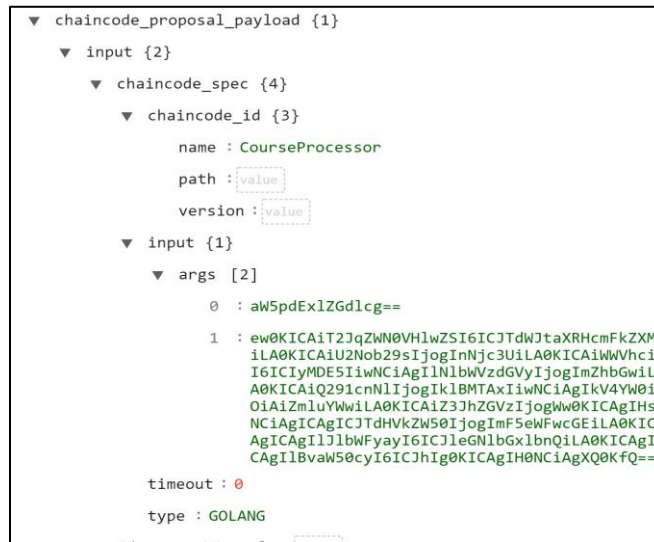 ▼ chaincode_proposal_payload {1}
▼ input {2}
▼ chaincode_spec {4}
▼ chaincode_id {3}
name : CourseProcessor
path : value
version : value
▼ input {1}
▼ args [2]
0 : aW5pdExlZGdlcg==
1 : ew0KICAiT2JqZWN0VHlwZSI6ICJTdWJtaXRHcmFkZXM
iLA0KICAiU2Nob29sIjogInNjc3UiLA0KICAiWWVhci
I6ICIyMDE5IiwNCiAgIlNlbWVzdGVyIjogImZhbGwiL
A0KICAiQ291cnNlIjogIklBMTAxIiwNCiAgIkV4YW0i
OiAiZmluYWwiLA0KICAiZ3JhZGVzIjogWw0KICAgIHs
NCiAgICAgICJTdHVkZW50IjogImF5eWFwcGEiLA0KIC
AgICAgIlJlbWFyayI6ICJleGNlbGxlbnQiLA0KICAgI
CAgIlBvaW50cyI6ICJhIg0KICAgIH0NCiAgXQ0KfQ==
timeout : 0
type : GOLANG